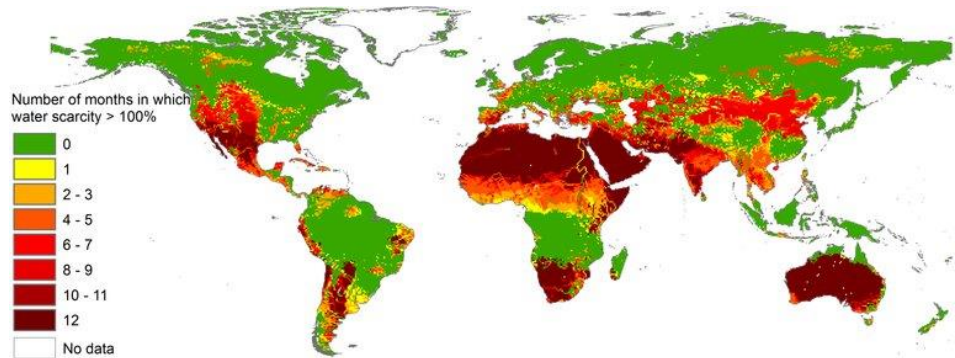 Number of months in which
water scarcity > 100%
0
1
2 - 3
4 - 5
6 - 7
8 - 9
10 - 11
12
No data